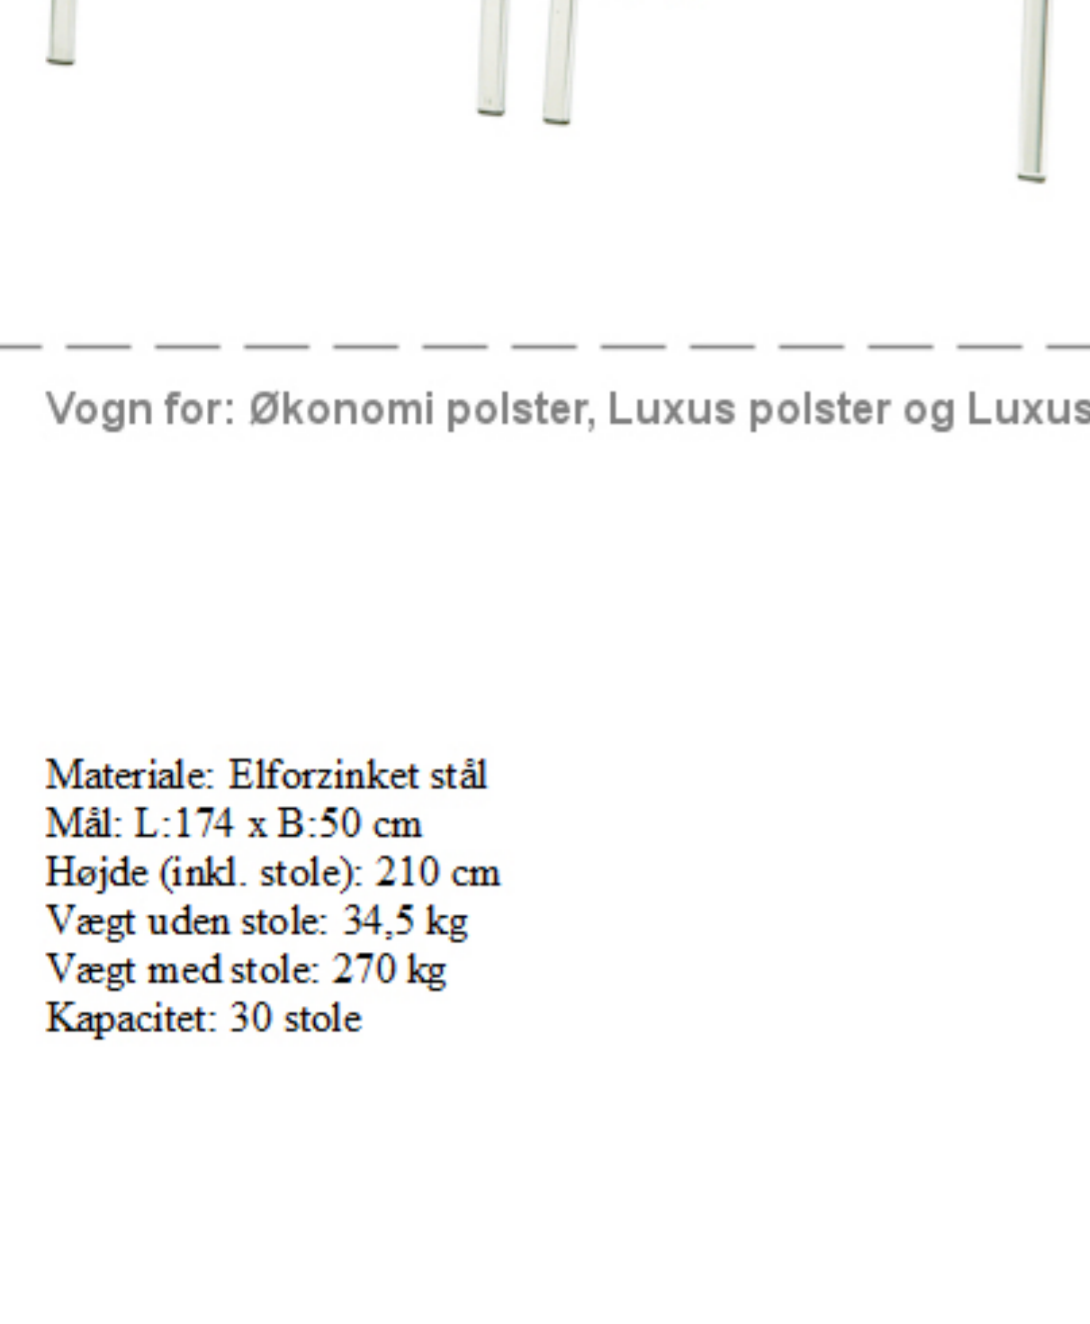 Vogn for: Økonomi polster, Luxus polster og Luxus
Materiale: Elforzinket stål
Mål: L:174 x B:50 cm
Højde (inkl. stole): 210 cm
Vægt uden stole: 34,5 kg
Vægt med stole: 270 kg
Kapacitet: 30 stole